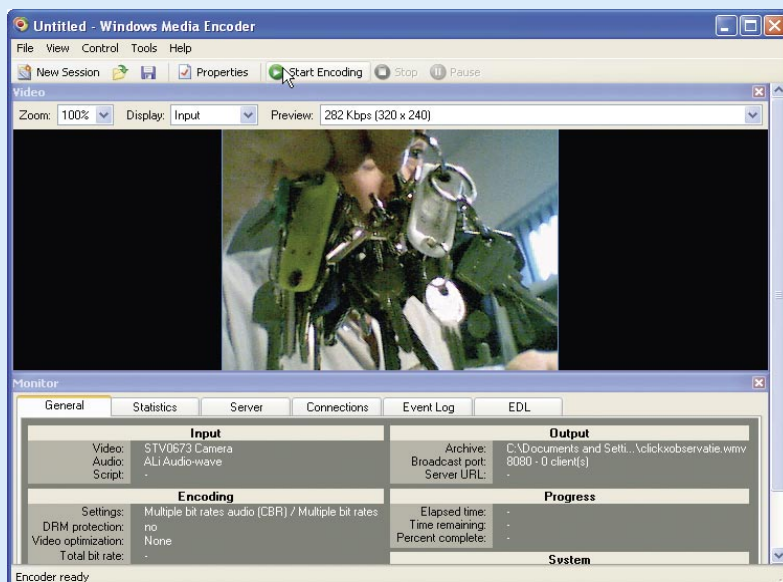 Untitled - Windows Media Encoder
File View Control Tools Help
New Session Properties Start Encoding Stop Pause
Video
Zoom: 100% Display: Input Preview: 282 Kbps (320 x 240)
Monitor
General Statistics Server Connections Event Log EDL
Input
Video: STV0673 Camera
Audio: ALi Audio-wave
Script: -
Output
Archive: C:\Documents and Setti...\clickxobservatie.wmv
Broadcast port: 8080 - 0 client(s)
Server URL: -
Encoding
Settings: Multiple bit rates audio (CBR) / Multiple bit rates
DRM protection: no
Video optimization: None
Total bit rate: -
Progress
Elapsed time: -
Time remaining: -
Percent complete: -
System
Encoder ready